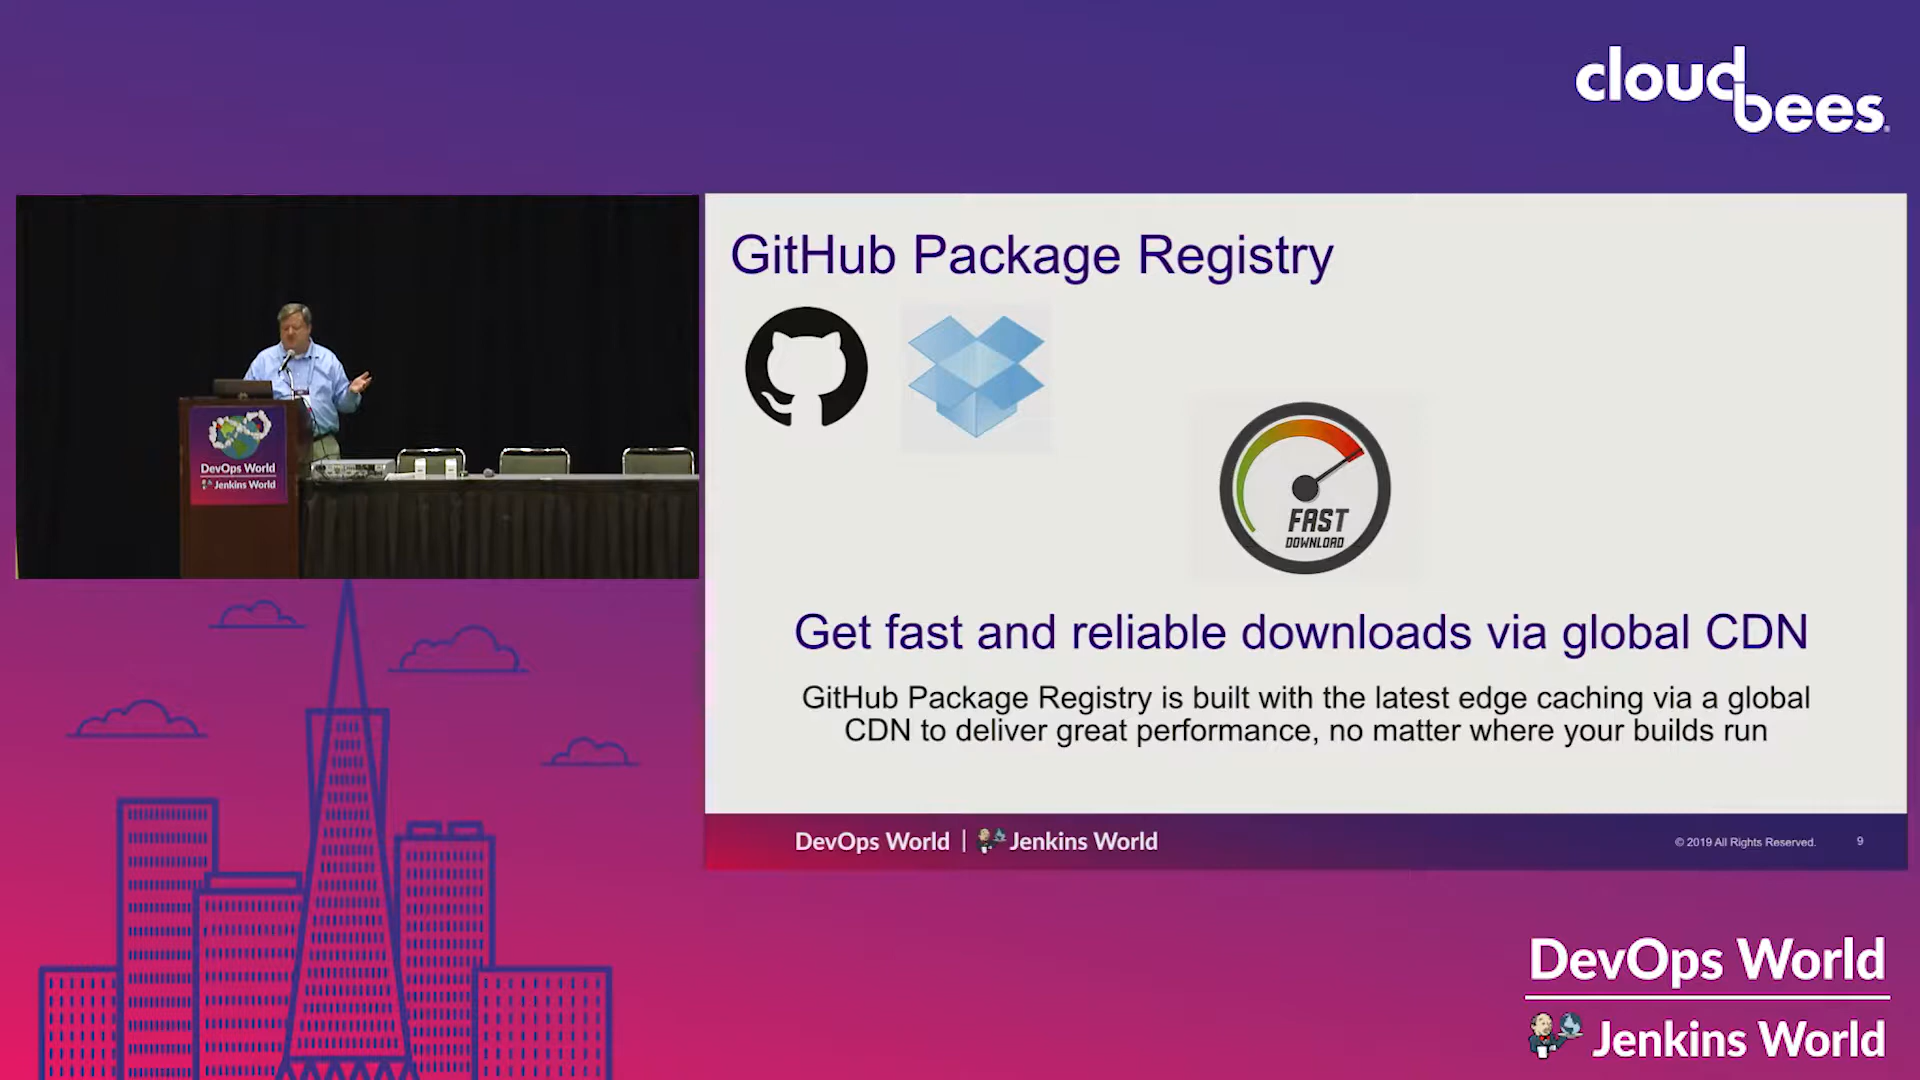 cloudbees
DevOps World
Jenkins World
GitHub Package Registry
FAST
DOWNLOAD
Get fast and reliable downloads via global CDN
GitHub Package Registry is built with the latest edge caching via a global
CDN to deliver great performance, no matter where your builds run
DevOps World | Jenkins World
© 2019 All Rights Reserved.
9
DevOps World
Jenkins World